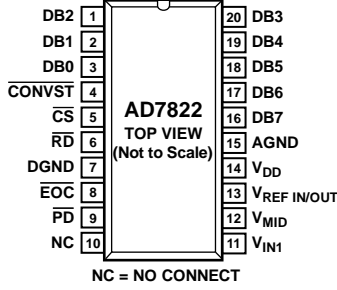 DB2 1 20 DB3
DB1 2 19 DB4
DB0 3 18 DB5
CONVST 4 17 DB6
CS 5 16 DB7
RD 6 15 AGND
DGND 7 14 VDD
EOC 8 13 VREF IN/OUT
PD 9 12 VMID
NC 10 11 VIN1
AD7822
TOP VIEW
(Not to Scale)
NC = NO CONNECT